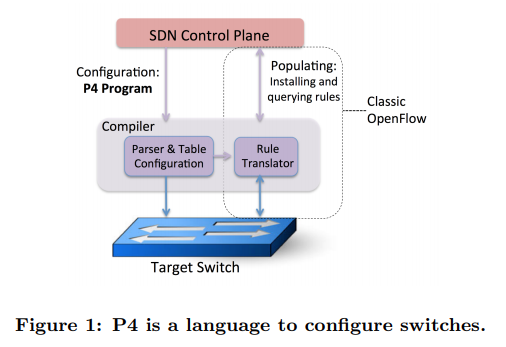 SDN Control Plane
Configuration:
P4 Program
Populating:
Installing and
querying rules
Classic
OpenFlow
Compiler
Parser & Table
Configuration
Rule
Translator
Target Switch
Figure 1: P4 is a language to configure switches.